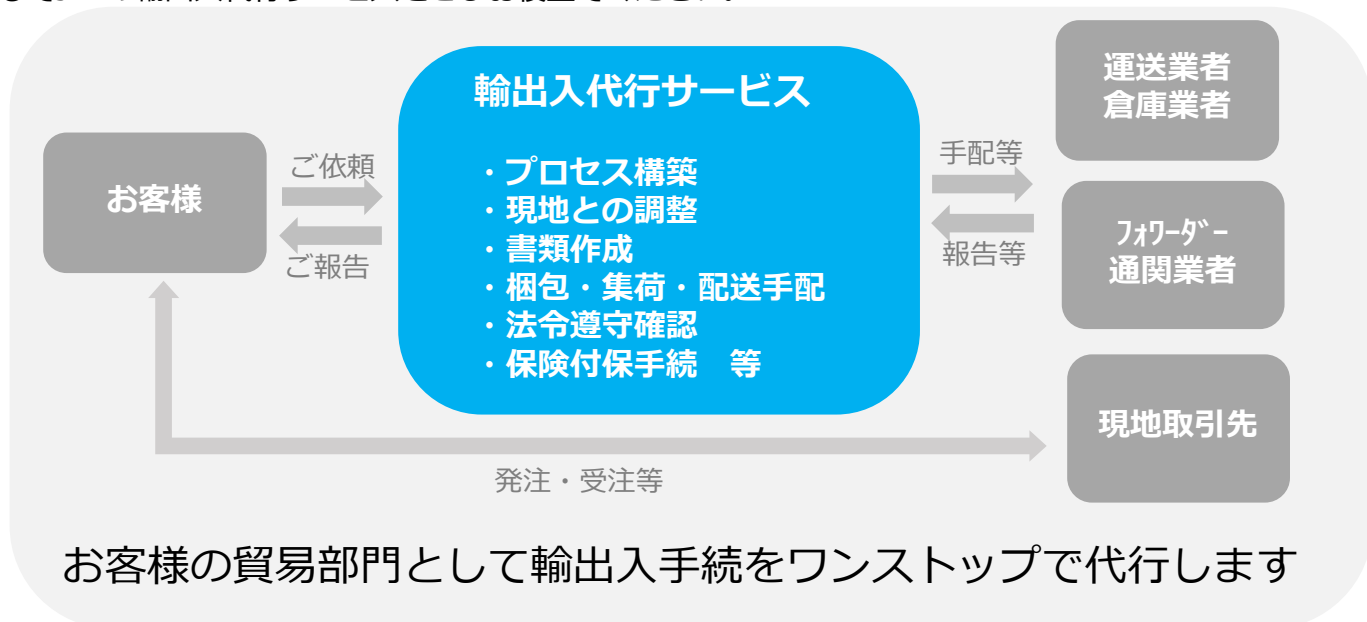 輸出入代行サービス
・プロセス構築
・現地との調整
・書類作成
・梱包・集荷・配送手配
・法令遵守確認
・保険付保手続　等
お客様
ご依頼
ご報告
手配等
報告等
運送業者
倉庫業者
ﾌｫﾜｰﾀﾞｰ
通関業者
現地取引先
発注・受注等
お客様の貿易部門として輸出入手続をワンストップで代行します